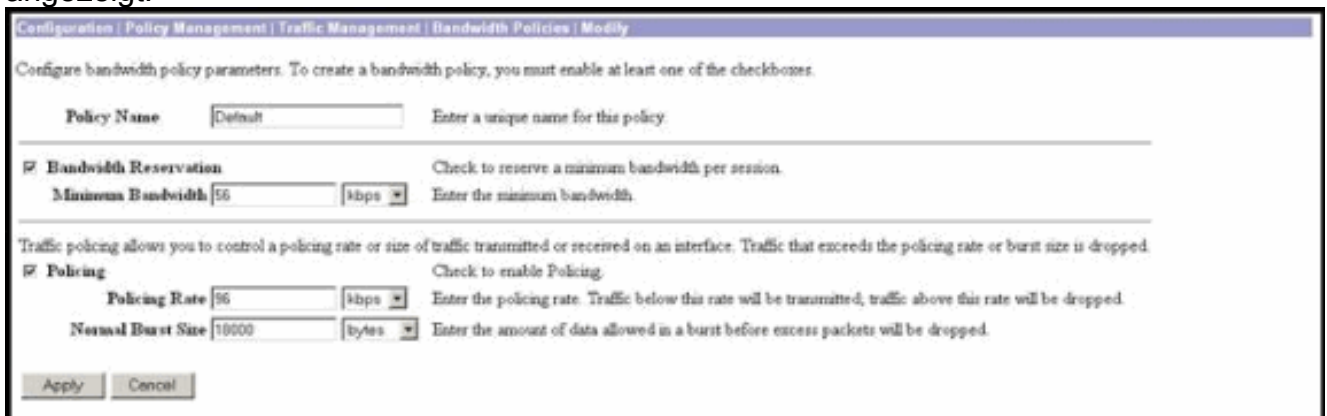 angezeigt.
Configuration | Policy Management | Traffic Management | Bandwidth Policies | Modify
Configure bandwidth policy parameters. To create a bandwidth policy, you must enable at least one of the checkboxes.
Policy Name Default Enter a unique name for this policy.
Bandwidth Reservation Check to reserve a minimum bandwidth per session.
Minimum Bandwidth 56 kbps Enter the minimum bandwidth.
Traffic policing allows you to control a policing rate or size of traffic transmitted or received on an interface. Traffic that exceeds the policing rate or burst size is dropped.
Policing Check to enable Policing.
Policing Rate 96 kbps Enter the policing rate. Traffic below this rate will be transmitted, traffic above this rate will be dropped.
Normal Burst Size 18000 bytes Enter the amount of data allowed in a burst before excess packets will be dropped.
Apply Cancel